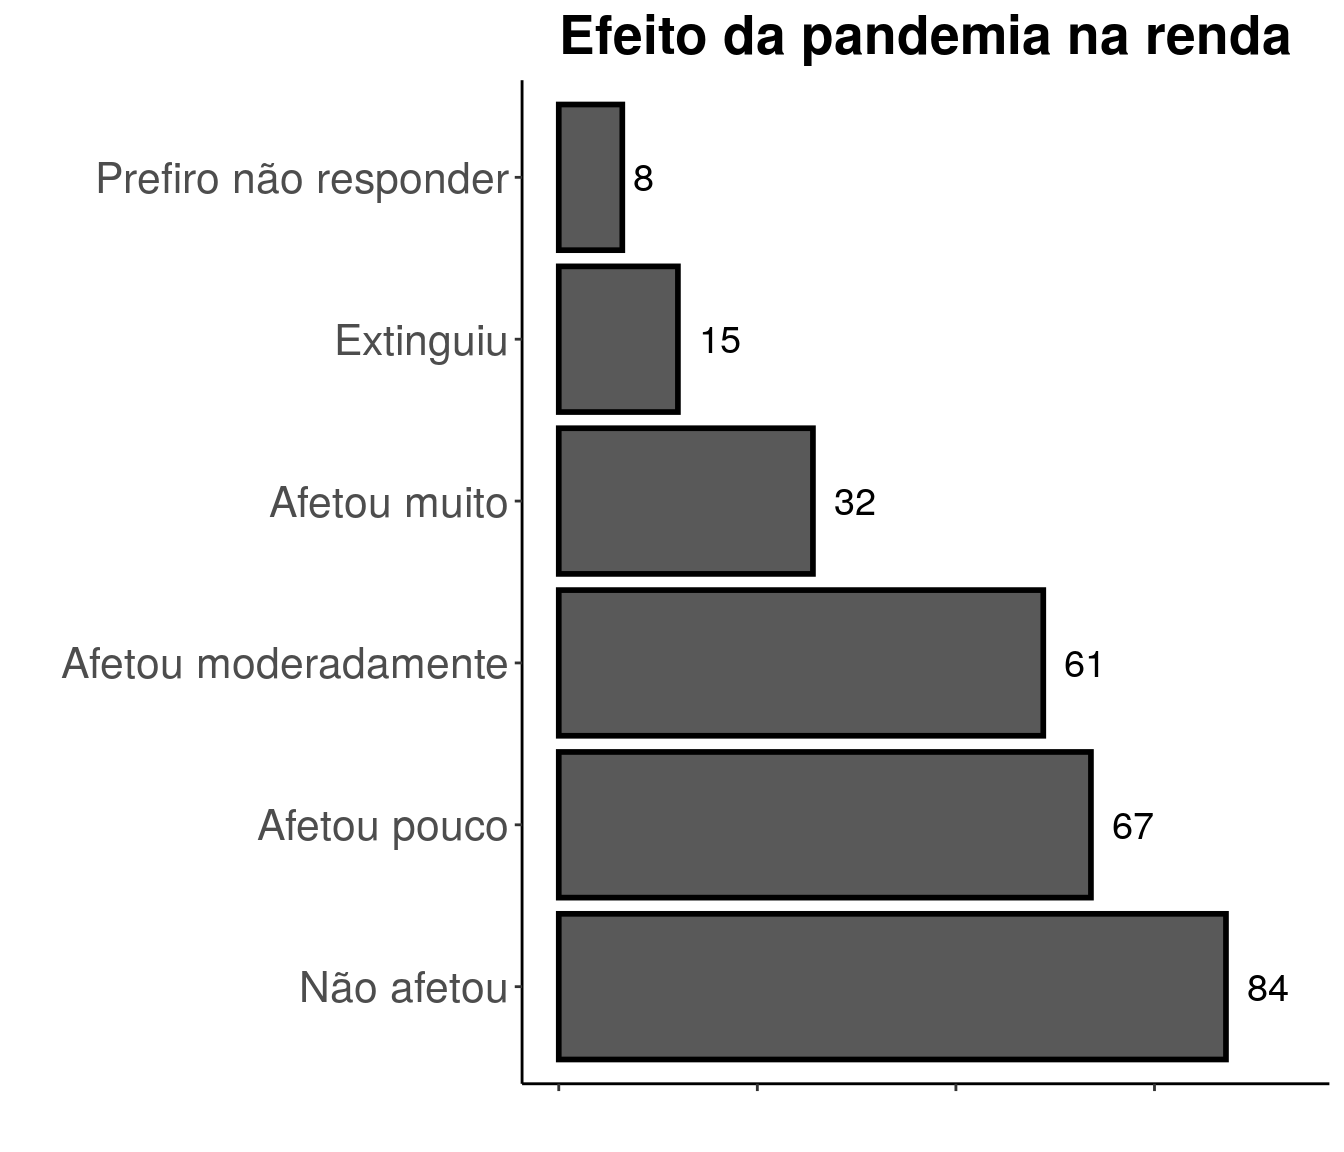 Efeito da pandemia na renda
Prefiro não responder 8
Extinguiu 15
Afetou muito 32
Afetou moderadamente 61
Afetou pouco 67
Não afetou 84